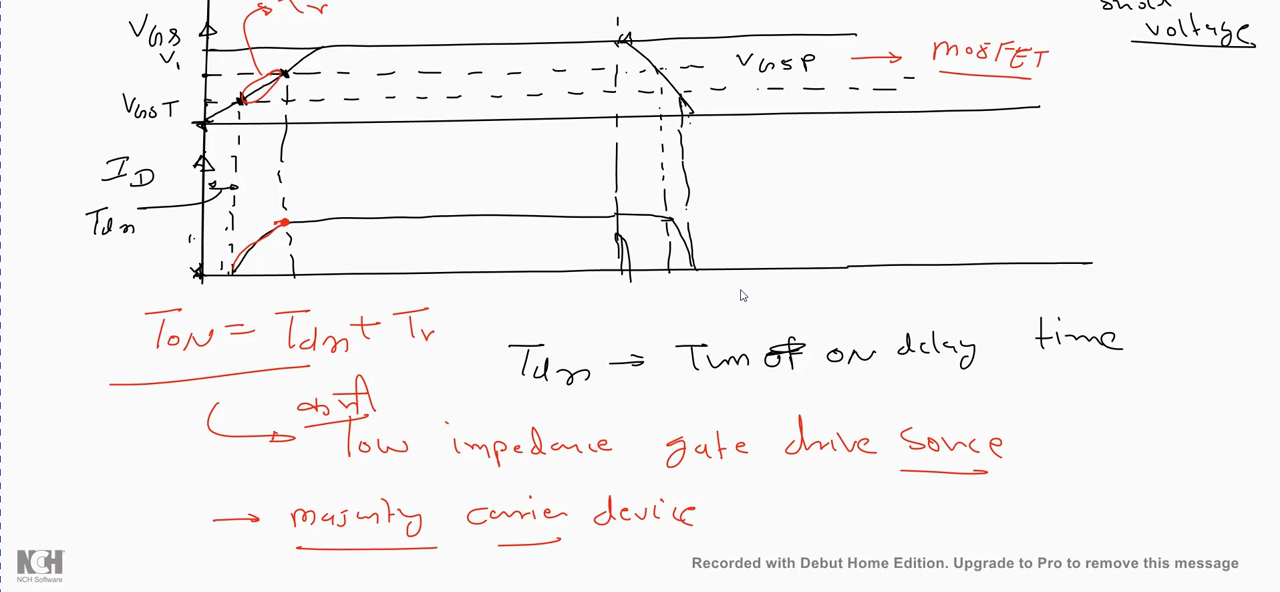 Tr
shold
voltage
VGS
V1
VGSP → MOSFET
VGST
ID
Tdn
TON = Tdn + Tr
Tdn → Turn on delay time
low impedance gate drive source
→ majority carrier device
NCH
NCH Software
Recorded with Debut Home Edition. Upgrade to Pro to remove this message